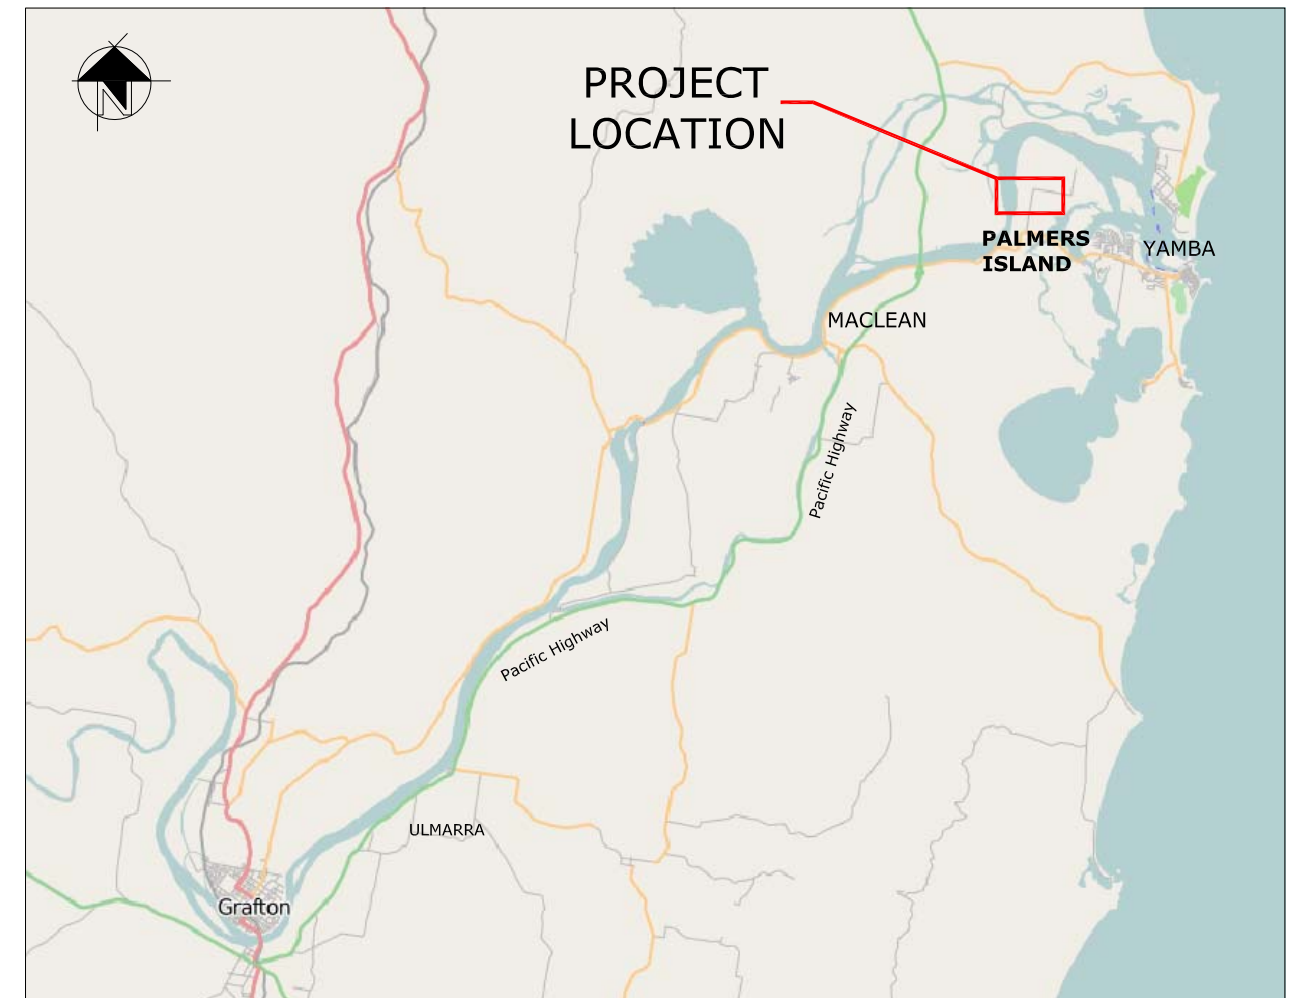 N
PROJECT
LOCATION
PALMERS
ISLAND
YAMBA
MACLEAN
Pacific Highway
Pacific Highway
ULMARRA
Grafton